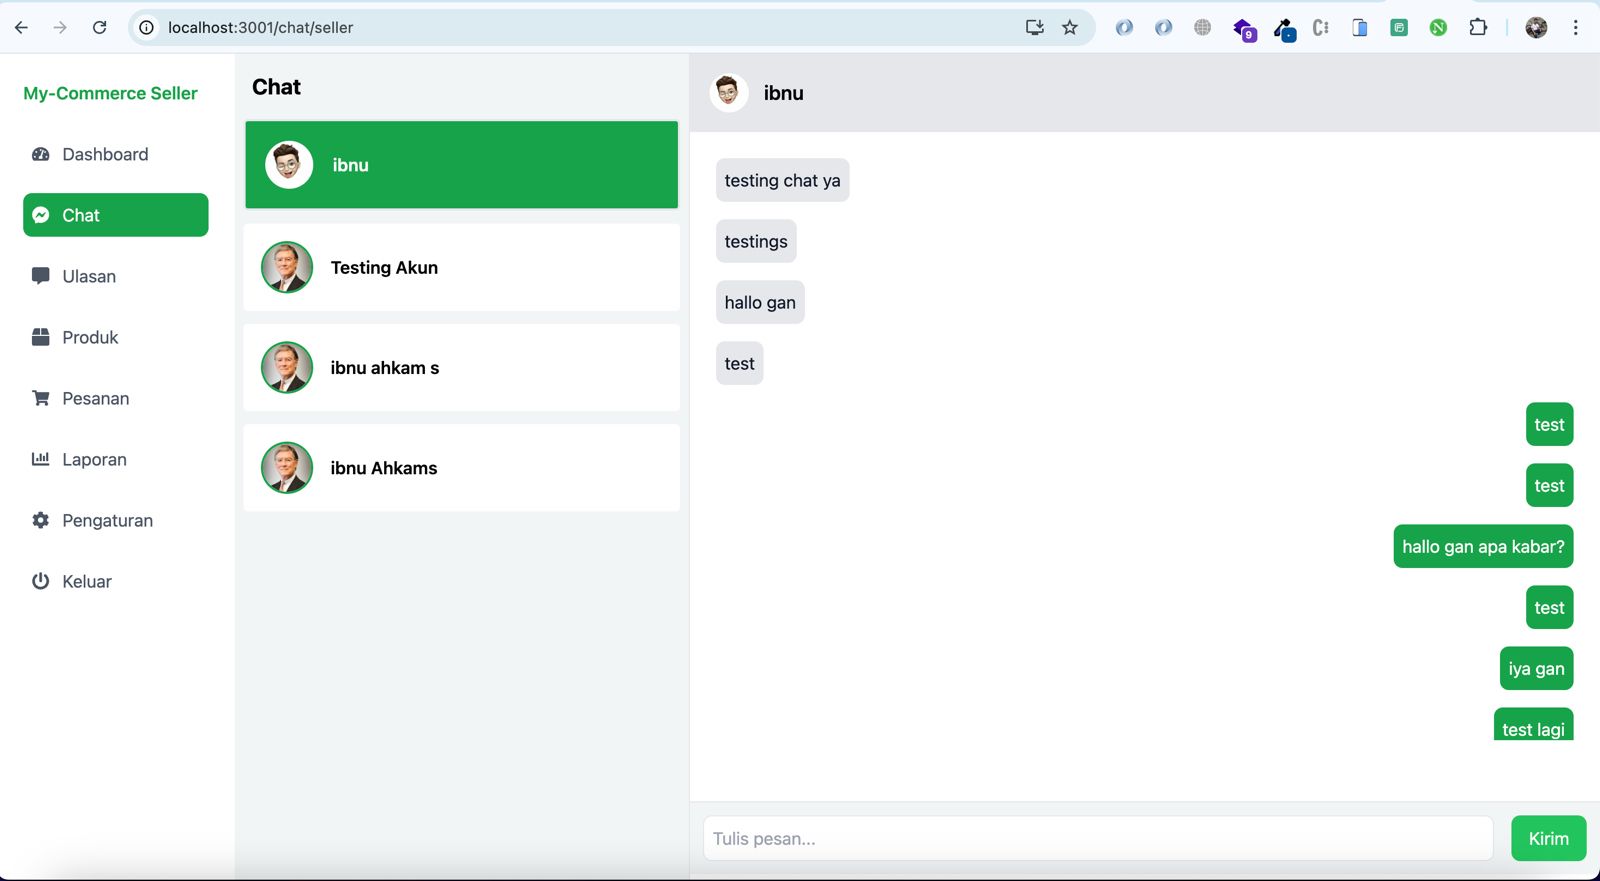 localhost:3001/chat/seller
9
My-Commerce Seller
Dashboard
Chat
Ulasan
Produk
Pesanan
Laporan
Pengaturan
Keluar
Chat
ibnu
Testing Akun
ibnu ahkam s
ibnu Ahkams
ibnu
testing chat ya
testings
hallo gan
test
test
test
hallo gan apa kabar?
test
iya gan
test lagi
Tulis pesan...
Kirim